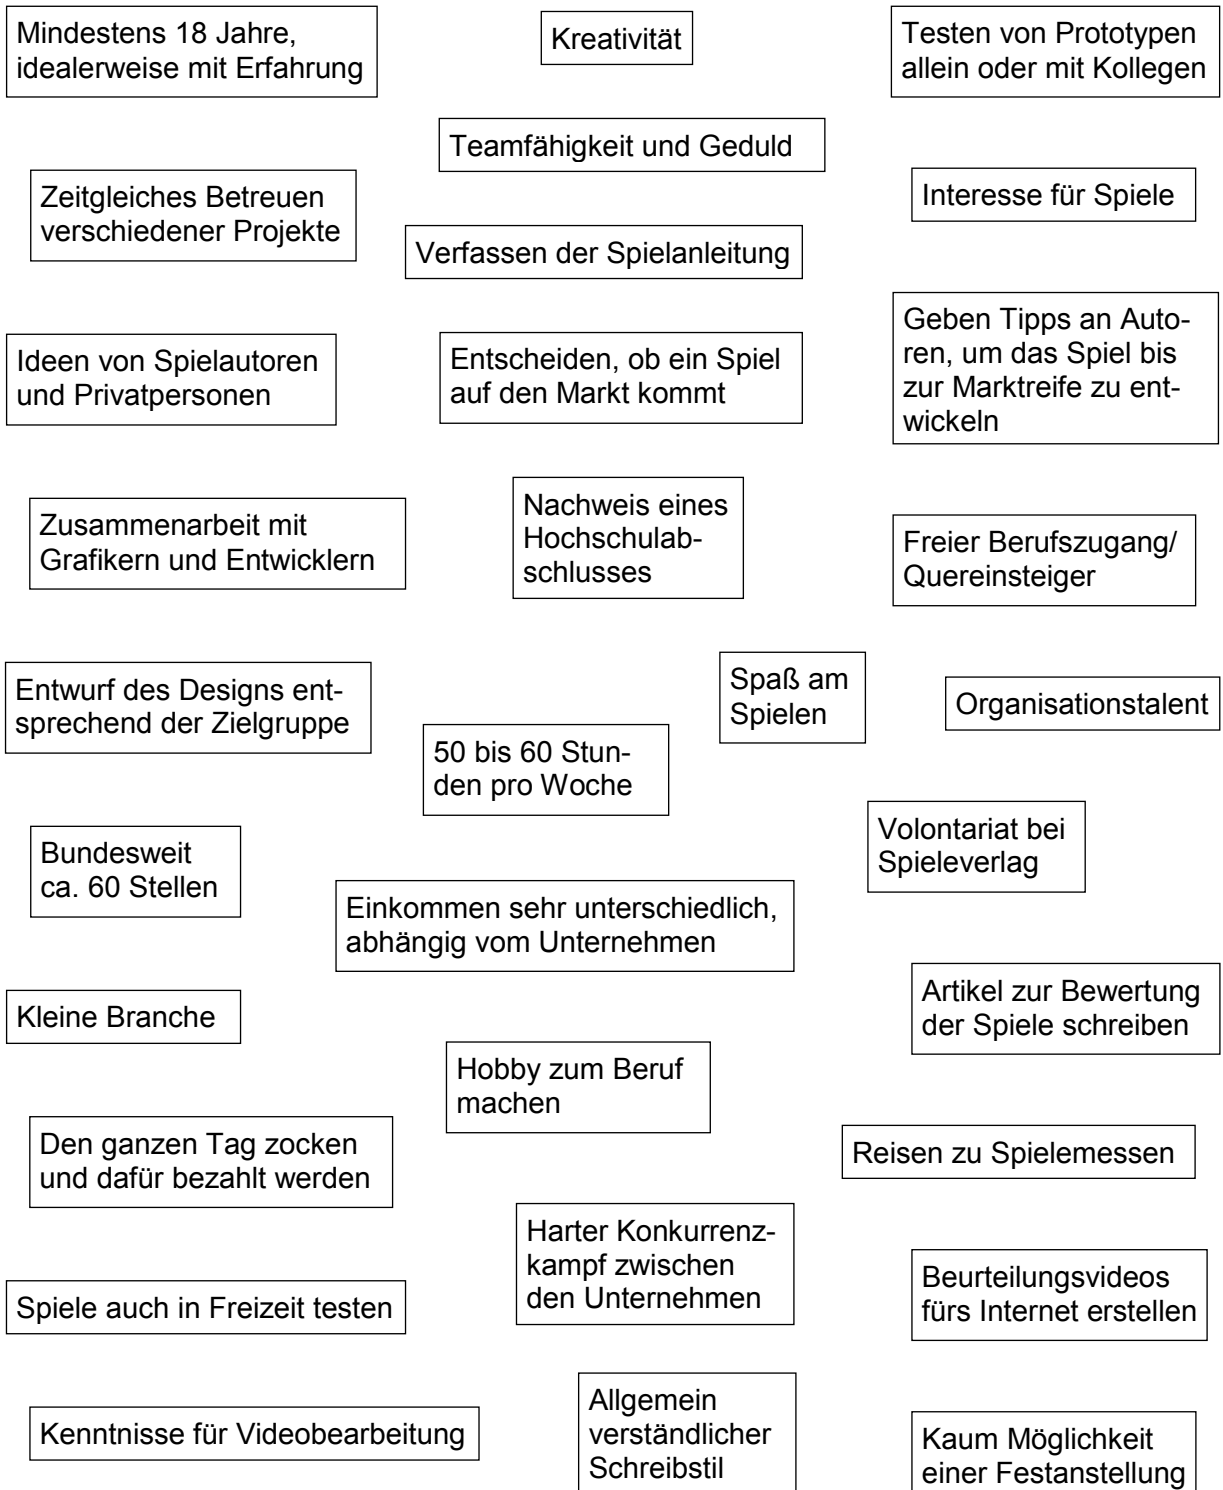 Mindestens 18 Jahre,
idealerweise mit Erfahrung
Kreativität
Testen von Prototypen
allein oder mit Kollegen
Teamfähigkeit und Geduld
Zeitgleiches Betreuen
verschiedener Projekte
Interesse für Spiele
Verfassen der Spielanleitung
Ideen von Spielautoren
und Privatpersonen
Entscheiden, ob ein Spiel
auf den Markt kommt
Geben Tipps an Auto-
ren, um das Spiel bis
zur Marktreife zu ent-
wickeln
Zusammenarbeit mit
Grafikern und Entwicklern
Nachweis eines
Hochschulab-
schlusses
Freier Berufszugang/
Quereinsteiger
Entwurf des Designs ent-
sprechend der Zielgruppe
Spaß am
Spielen
Organisationstalent
50 bis 60 Stun-
den pro Woche
Bundesweit
ca. 60 Stellen
Volontariat bei
Spieleverlag
Einkommen sehr unterschiedlich,
abhängig vom Unternehmen
Kleine Branche
Artikel zur Bewertung
der Spiele schreiben
Hobby zum Beruf
machen
Den ganzen Tag zocken
und dafür bezahlt werden
Reisen zu Spielemessen
Harter Konkurrenz-
kampf zwischen
den Unternehmen
Spiele auch in Freizeit testen
Beurteilungsvideos
fürs Internet erstellen
Kenntnisse für Videobearbeitung
Allgemein
verständlicher
Schreibstil
Kaum Möglichkeit
einer Festanstellung